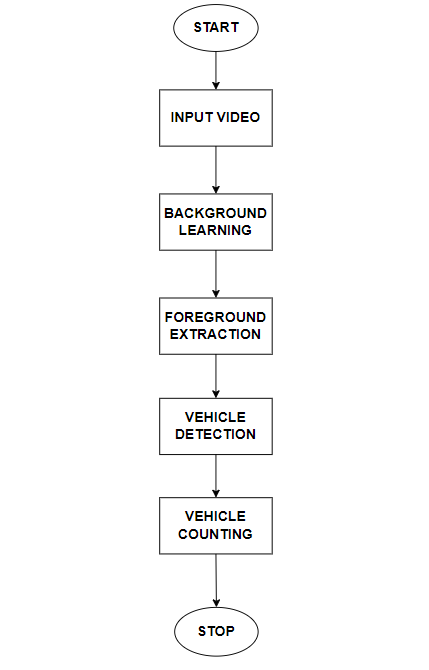 START
INPUT VIDEO
BACKGROUND
LEARNING
FOREGROUND
EXTRACTION
VEHICLE
DETECTION
VEHICLE
COUNTING
STOP